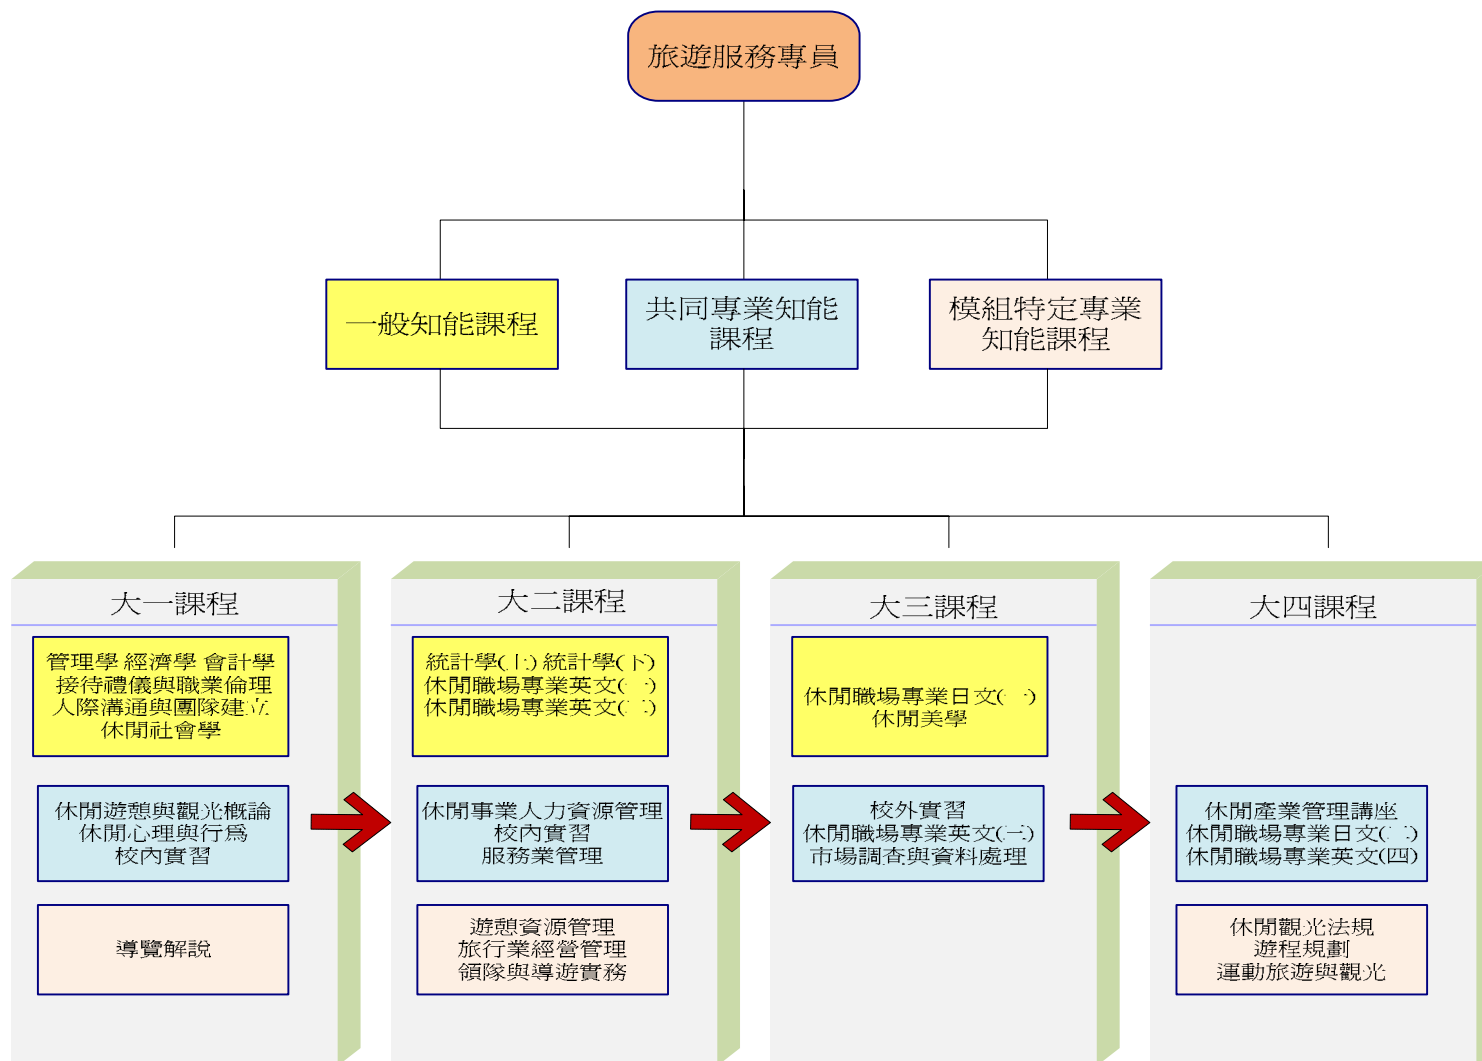 旅遊服務專員
一般知能課程
共同專業知能
課程
模組特定專業
知能課程
大一課程
管理學 經濟學 會計學
接待禮儀與職業倫理
人際溝通與團隊建立
休閒社會學
休閒遊憩與觀光概論
休閒心理與行為
校內實習
導覽解說
大二課程
統計學(上) 統計學(下)
休閒職場專業英文(一)
休閒職場專業英文(二)
休閒事業人力資源管理
校內實習
服務業管理
遊憩資源管理
旅行業經營管理
領隊與導遊實務
大三課程
休閒職場專業日文(一)
休閒美學
校外實習
休閒職場專業英文(三)
市場調查與資料處理
大四課程
休閒產業管理講座
休閒職場專業日文(二)
休閒職場專業英文(四)
休閒觀光法規
遊程規劃
運動旅遊與觀光